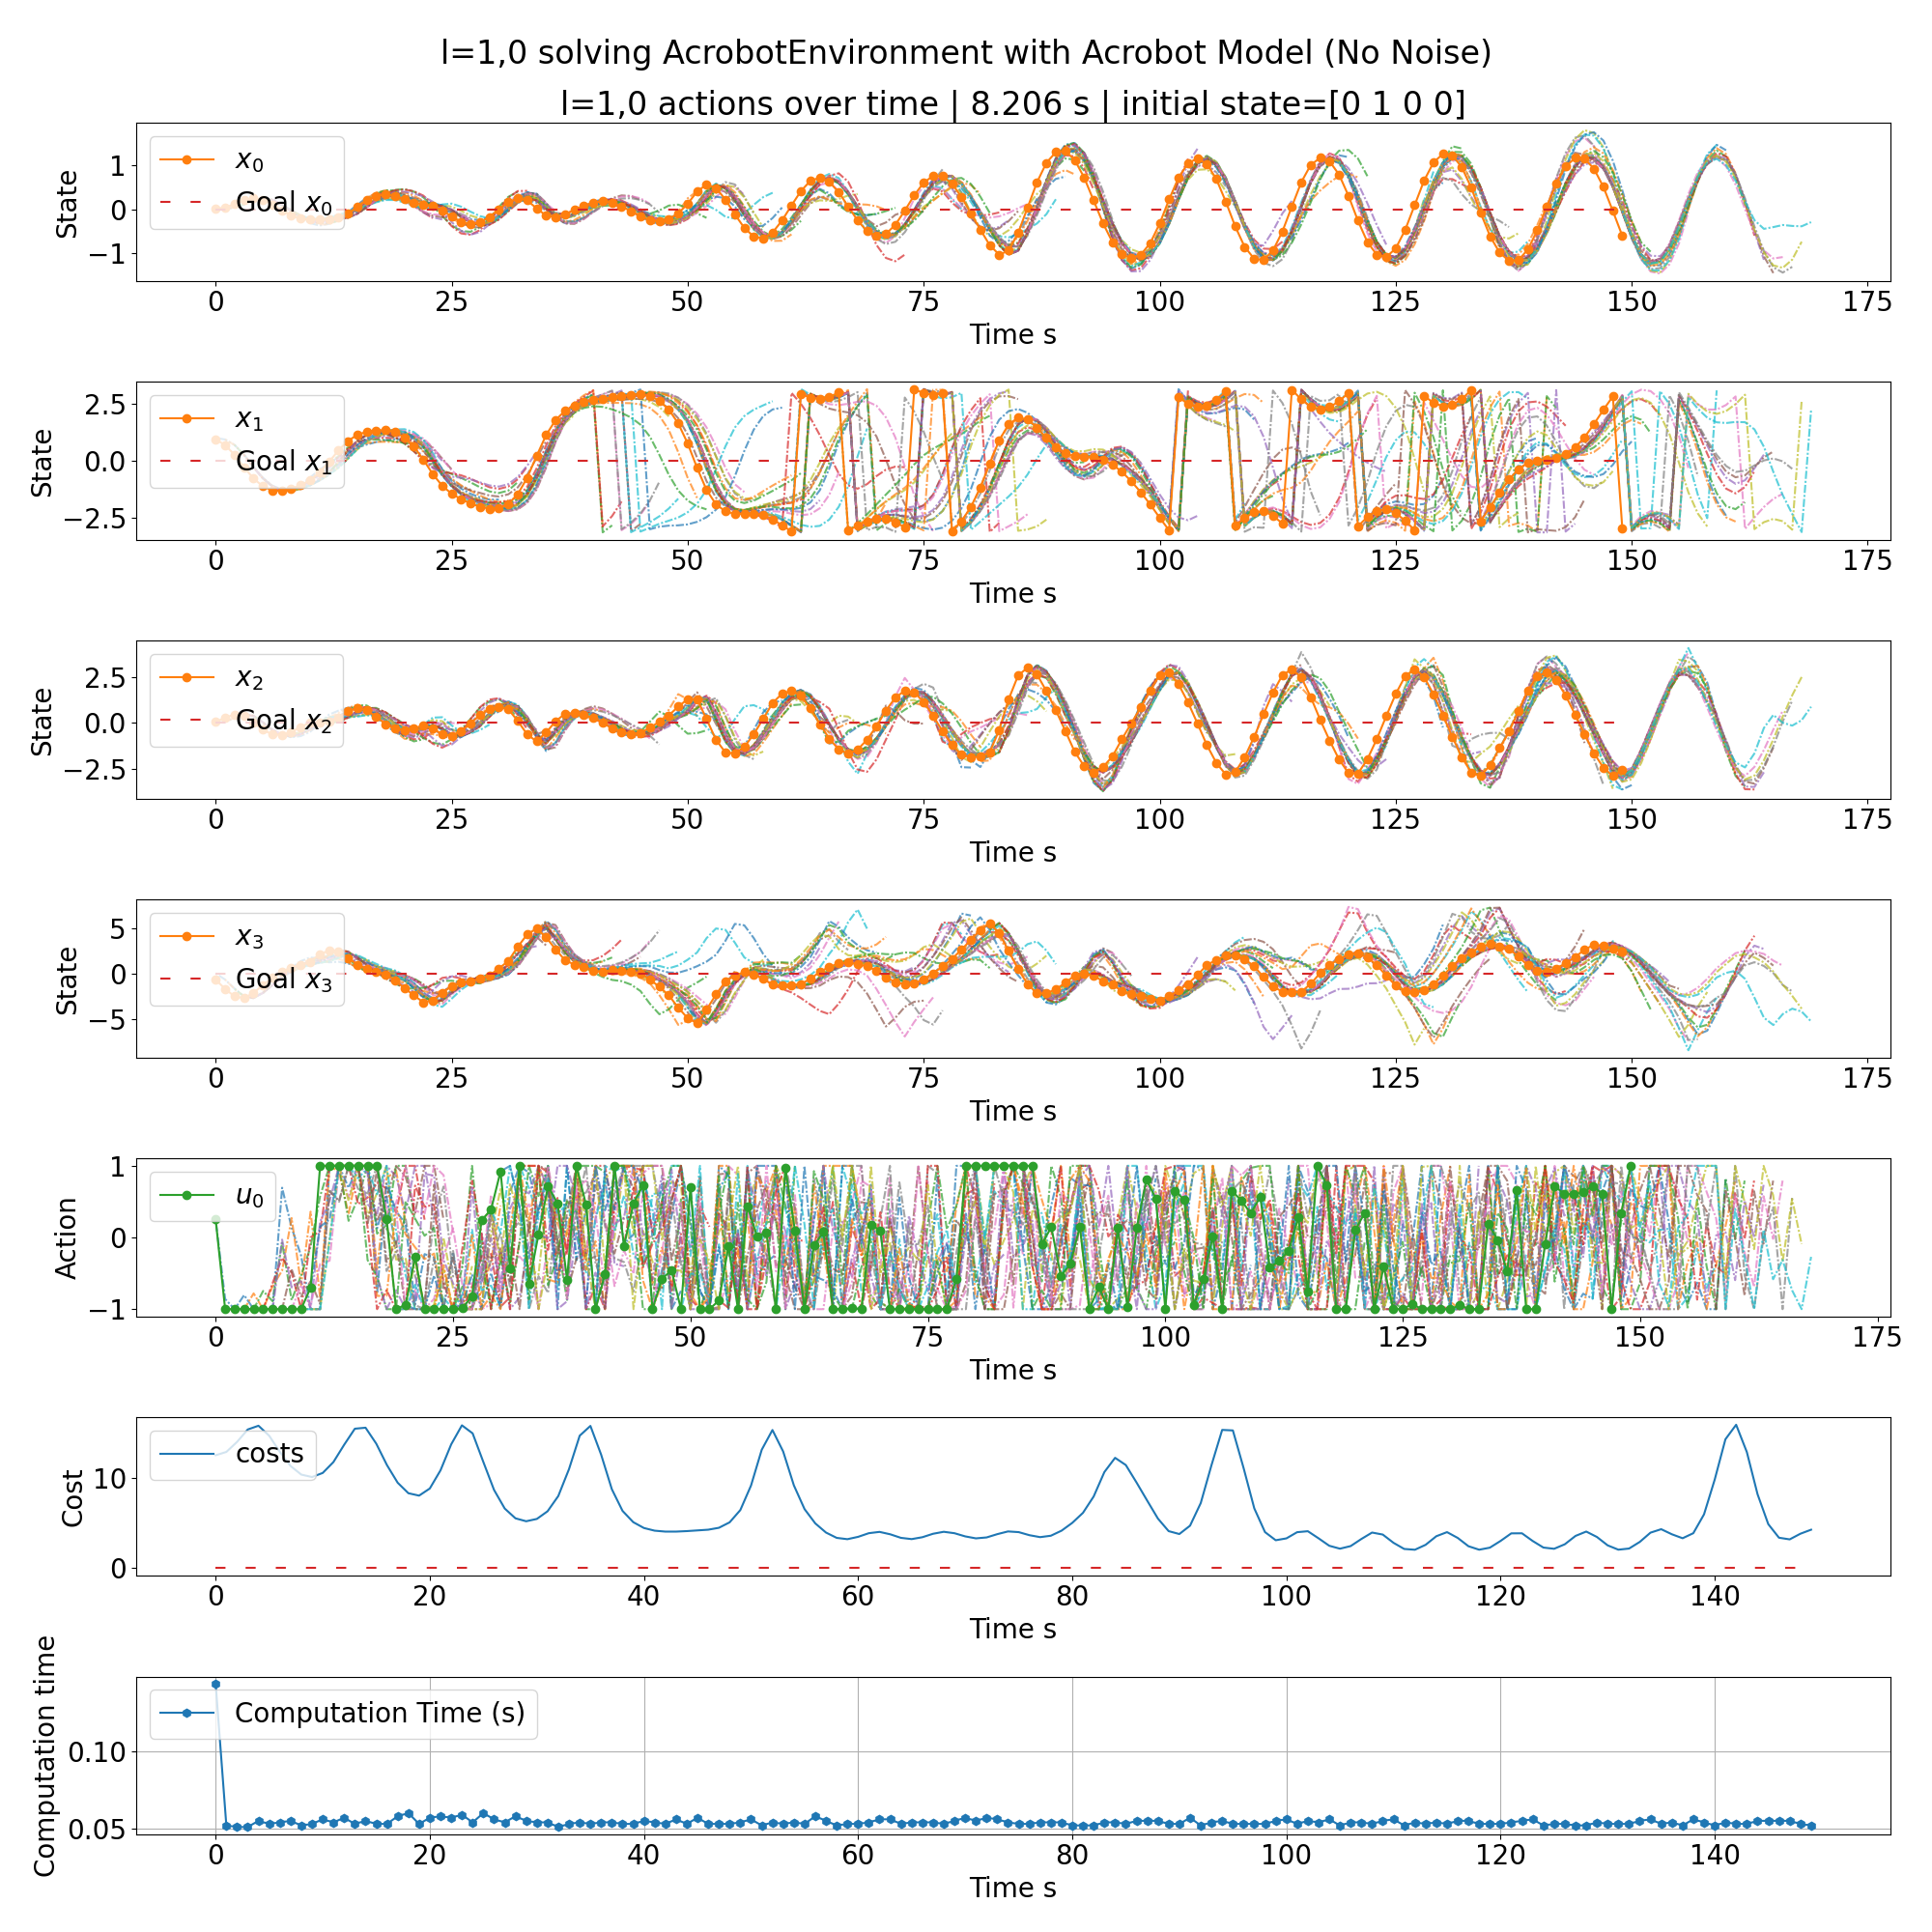 l=1,0 solving AcrobotEnvironment with Acrobot Model (No Noise)
l=1,0 actions over time | 8.206 s | initial state=[0 1 0 0]
State
1
0
−1
x₀
Goal x₀
0 25 50 75 100 125 150 175
Time s
State
2.5
0.0
−2.5
x₁
Goal x₁
0 25 50 75 100 125 150 175
Time s
State
2.5
0.0
−2.5
x₂
Goal x₂
0 25 50 75 100 125 150 175
Time s
State
5
0
−5
x₃
Goal x₃
0 25 50 75 100 125 150 175
Time s
Action
1
0
−1
u₀
0 25 50 75 100 125 150 175
Time s
Cost
10
0
costs
0 20 40 60 80 100 120 140
Time s
Computation time
0.10
0.05
Computation Time (s)
0 20 40 60 80 100 120 140
Time s